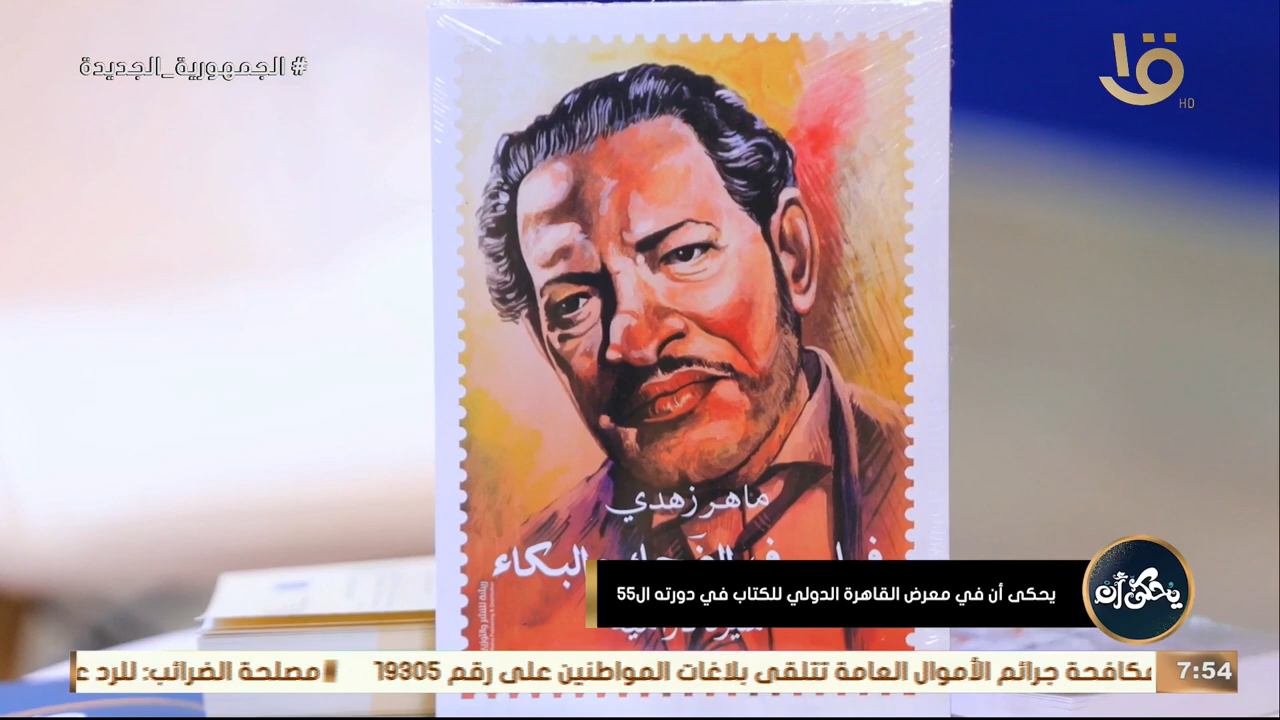 # الجمهورية_الجديدة
HD
ماهر زهدي
البكاء
يحكى أن في معرض القاهرة الدولي للكتاب في دورته ال55
يحكى أن
مكافحة جرائم الأموال العامة تتلقى بلاغات المواطنين على رقم 19305
مصلحة الضرائب: للرد ع
7:54